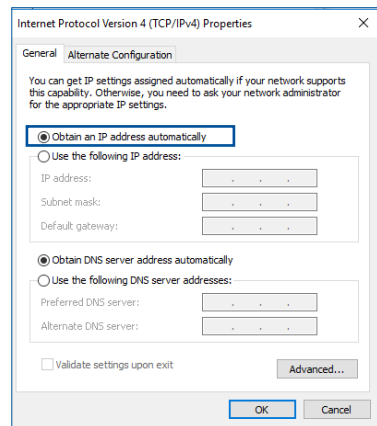 Internet Protocol Version 4 (TCP/IPv4) Properties
General
Alternate Configuration
You can get IP settings assigned automatically if your network supports
this capability. Otherwise, you need to ask your network administrator
for the appropriate IP settings.
Obtain an IP address automatically
Use the following IP address:
IP address:
Subnet mask:
Default gateway:
Obtain DNS server address automatically
Use the following DNS server addresses:
Preferred DNS server:
Alternate DNS server:
Validate settings upon exit
Advanced...
OK
Cancel